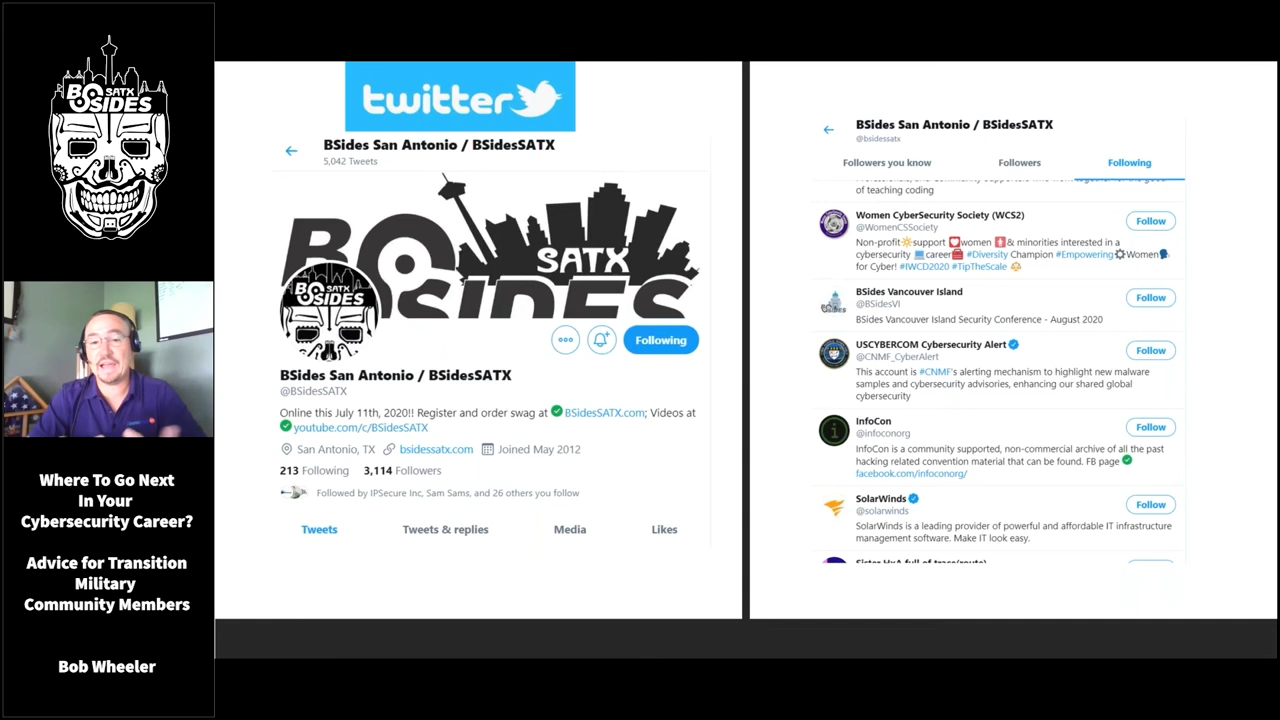 BSIDES
SATX
Where To Go Next
In Your
Cybersecurity Career?
Advice for Transition
Military
Community Members
Bob Wheeler
twitter
BSides San Antonio / BSidesSATX
5,042 Tweets
BSIDES
SATX
BSIDES
SATX
Following
BSides San Antonio / BSidesSATX
@BSidesSATX
Online this July 11th, 2020!! Register and order swag at ✅ BSidesSATX.com; Videos at
✅ youtube.com/c/BSidesSATX
San Antonio, TX bsidessatx.com Joined May 2012
213 Following 3,114 Followers
Followed by IPSecure Inc, Sam Sams, and 26 others you follow
Tweets Tweets & replies Media Likes
BSides San Antonio / BSidesSATX
@bsidessatx
Followers you know Followers Following
of teaching coding
Women CyberSecurity Society (WCS2)
Follow
@WomenCSSociety
Non-profit support women & minorities interested in a
cybersecurity career #Diversity Champion #Empowering Women
for Cyber! #IWCD2020 #TipTheScale
BSides Vancouver Island
Follow
@BSidesVI
BSides Vancouver Island Security Conference - August 2020
USCYBERCOM Cybersecurity Alert
Follow
@CNMF_CyberAlert
This account is #CNMF's alerting mechanism to highlight new malware
samples and cybersecurity advisories, enhancing our shared global
cybersecurity
InfoCon
Follow
@infoconorg
InfoCon is a community supported, non-commercial archive of all the past
hacking related convention material that can be found. FB page ✅
facebook.com/infoconorg/
SolarWinds
Follow
@solarwinds
SolarWinds is a leading provider of powerful and affordable IT infrastructure
management software. Make IT look easy.